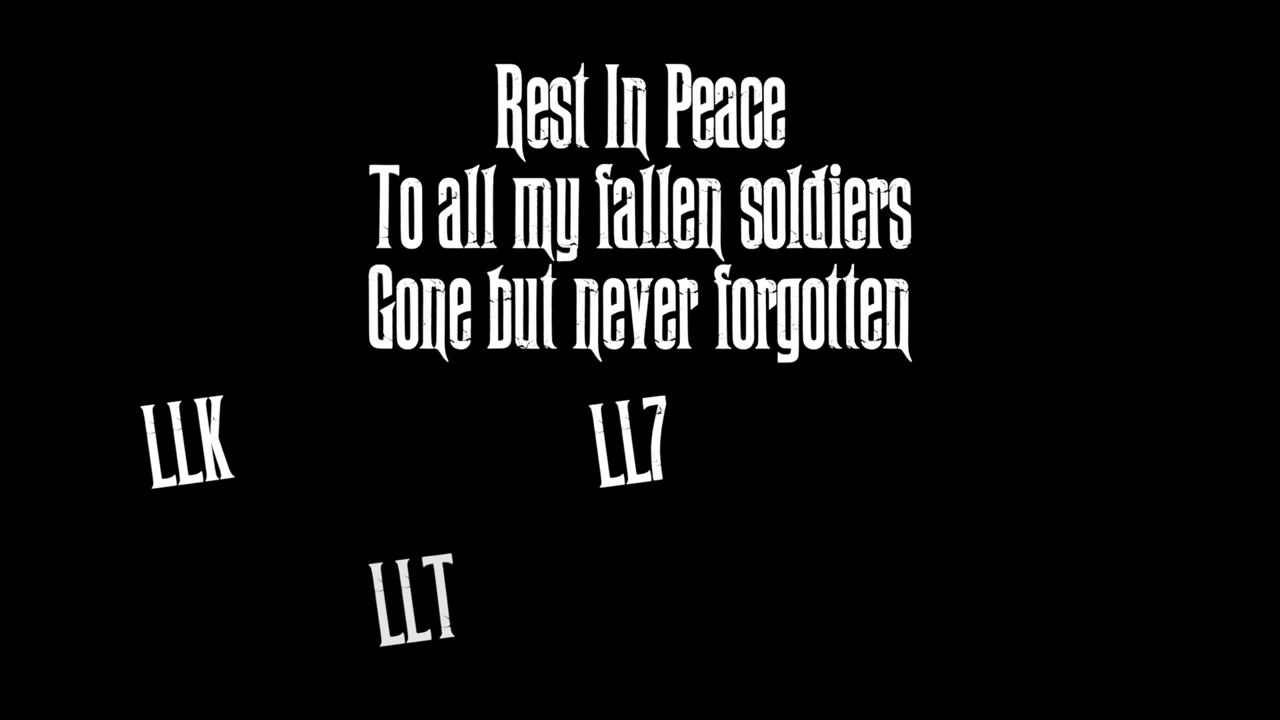 Rest In Peace
To all my fallen soldiers
Gone but never forgotten
LLK
LL7
LLT